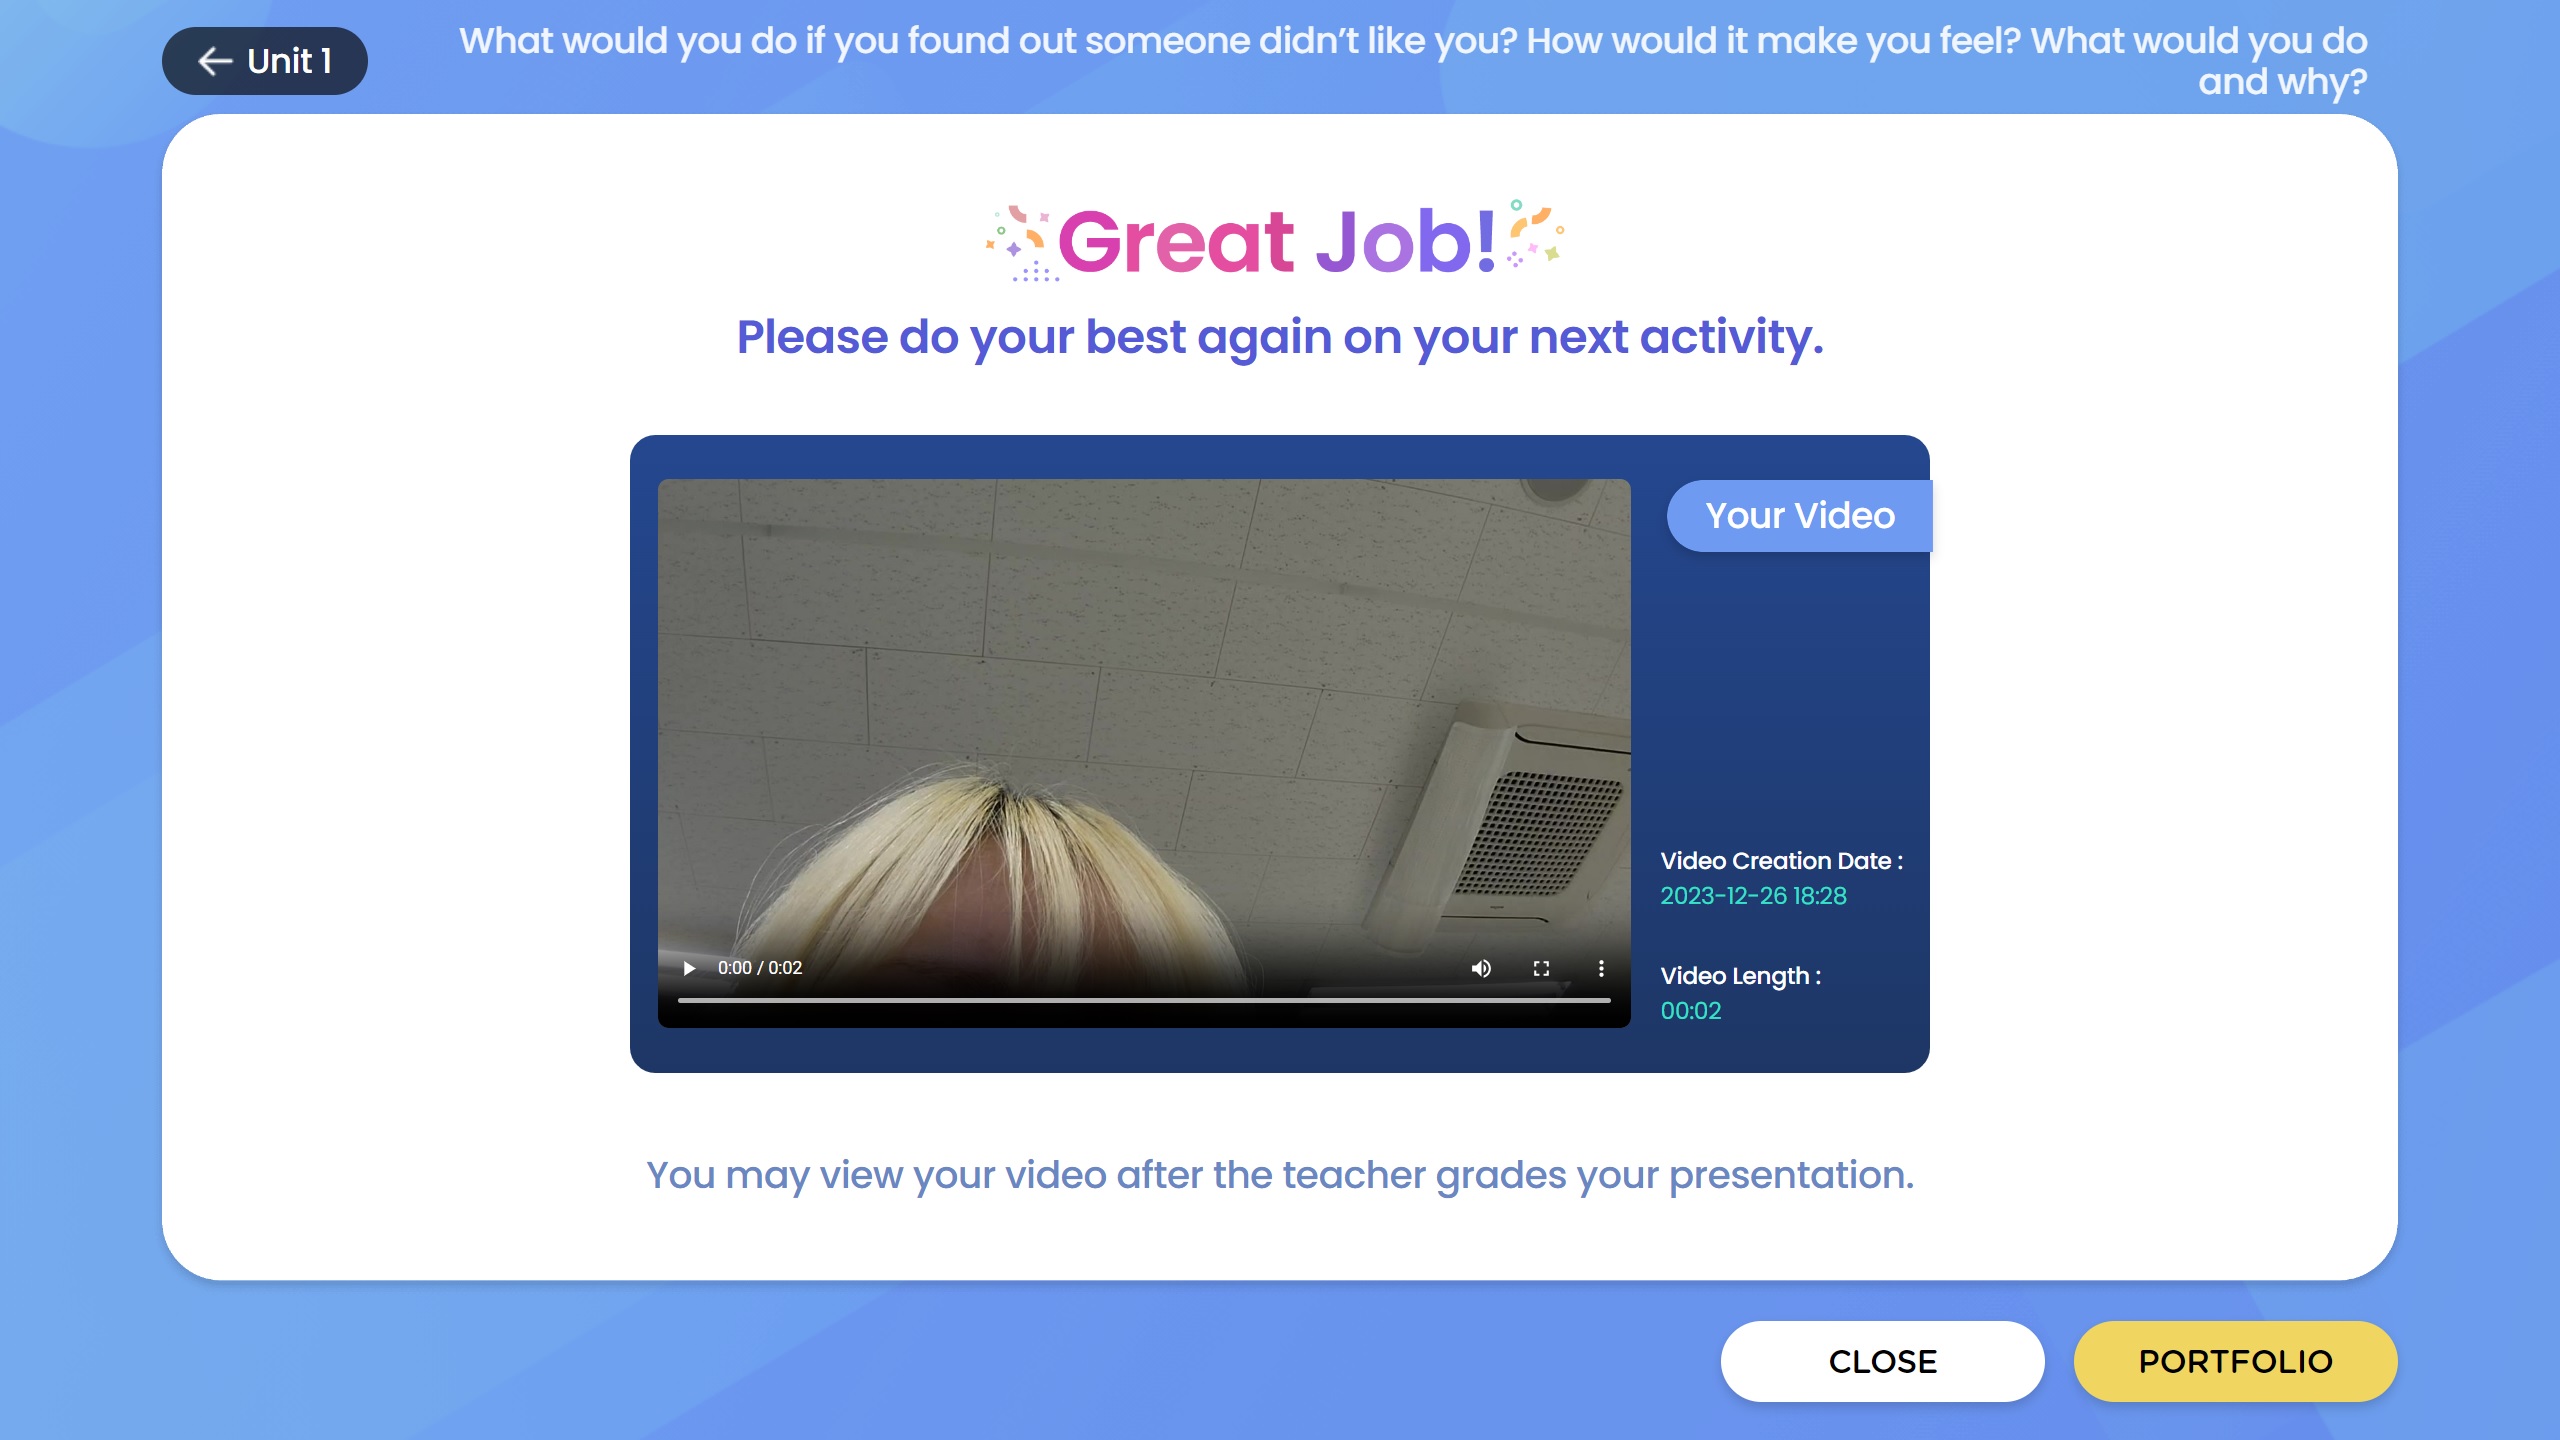 Unit 1
What would you do if you found out someone didn’t like you? How would it make you feel? What would you do
and why?
Great Job!
Please do your best again on your next activity.
Your Video
Video Creation Date :
2023-12-26 18:28
Video Length :
00:02
0:00 / 0:02
You may view your video after the teacher grades your presentation.
CLOSE
PORTFOLIO